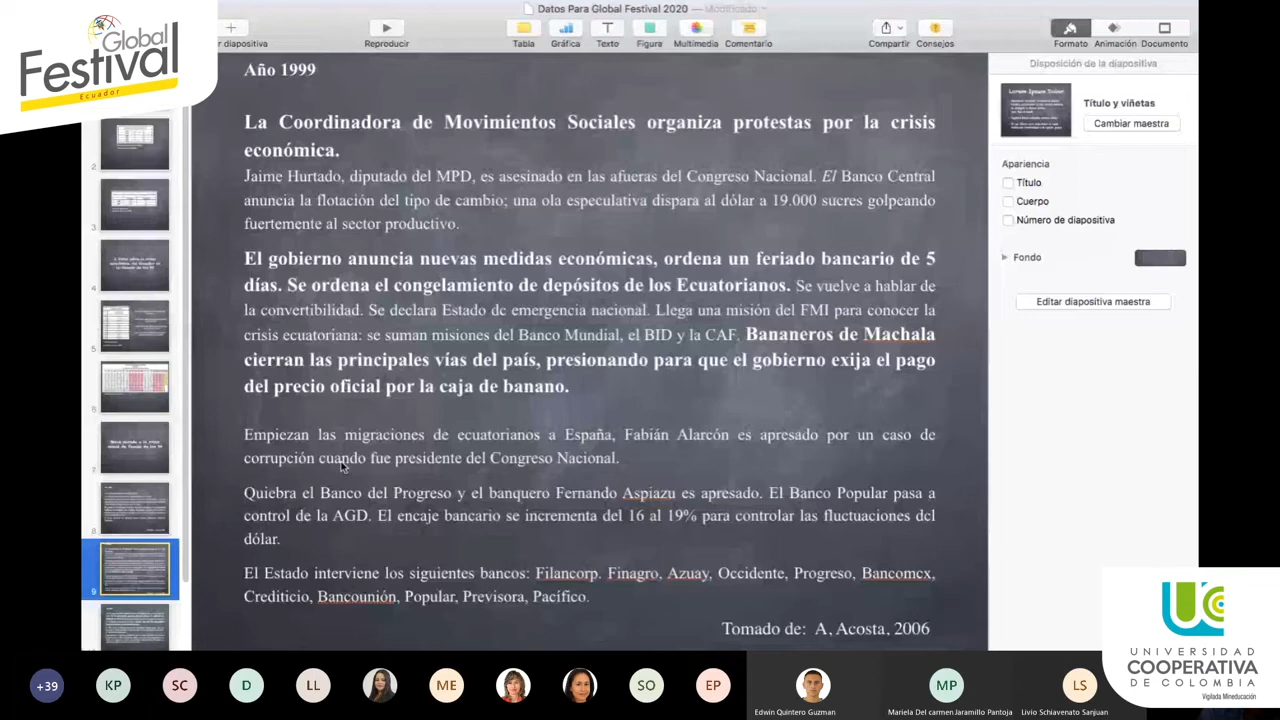 Global
Festival
Ecuador
Datos Para Global Festival 2020 — Modificado
r diapositiva
Reproducir
Tabla
Gráfica
Texto
Figura
Multimedia
Comentario
Compartir
Consejos
Formato
Animación
Documento
Año 1999
La Coordinadora de Movimientos Sociales organiza protestas por la crisis
económica.
Jaime Hurtado, diputado del MPD, es asesinado en las afueras del Congreso Nacional. El Banco Central
anuncia la flotación del tipo de cambio; una ola especulativa dispara al dólar a 19.000 sucres golpeando
fuertemente al sector productivo.
El gobierno anuncia nuevas medidas económicas, ordena un feriado bancario de 5
días. Se ordena el congelamiento de depósitos de los Ecuatorianos. Se vuelve a hablar de
la convertibilidad. Se declara Estado de emergencia nacional. Llega una misión del FMI para conocer la
crisis ecuatoriana: se suman misiones del Banco Mundial, el BID y la CAF. Bananeros de Machala
cierran las principales vías del país, presionando para que el gobierno exija el pago
del precio oficial por la caja de banano.
Empiezan las migraciones de ecuatorianos a España, Fabián Alarcón es apresado por un caso de
corrupción cuando fue presidente del Congreso Nacional.
Quiebra el Banco del Progreso y el banquero Fernando Aspiazu es apresado. El Banco Popular pasa a
control de la AGD. El encaje bancario se incrementa del 16 al 19% para controlar las fluctuaciones del
dólar.
El Estado interviene los siguientes bancos: Filanbanco, Finagro, Azuay, Occidente, Progreso, Bancomex,
Crediticio, Bancounión, Popular, Previsora, Pacífico.
Tomado de: A. Acosta, 2006
Disposición de la diapositiva
Título y viñetas
Cambiar maestra
Apariencia
Título
Cuerpo
Número de diapositiva
Fondo
Editar diapositiva maestra
2
3
4
5
6
7
8
9
+39
KP
SC
D
LL
ME
SO
EP
MP
LS
Edwin Quintero Guzman
Mariela Del carmen Jaramillo Pantoja
Livio Schiavenato Sanjuan
UNIVERSIDAD
COOPERATIVA
DE COLOMBIA
Vigilada Mineducación